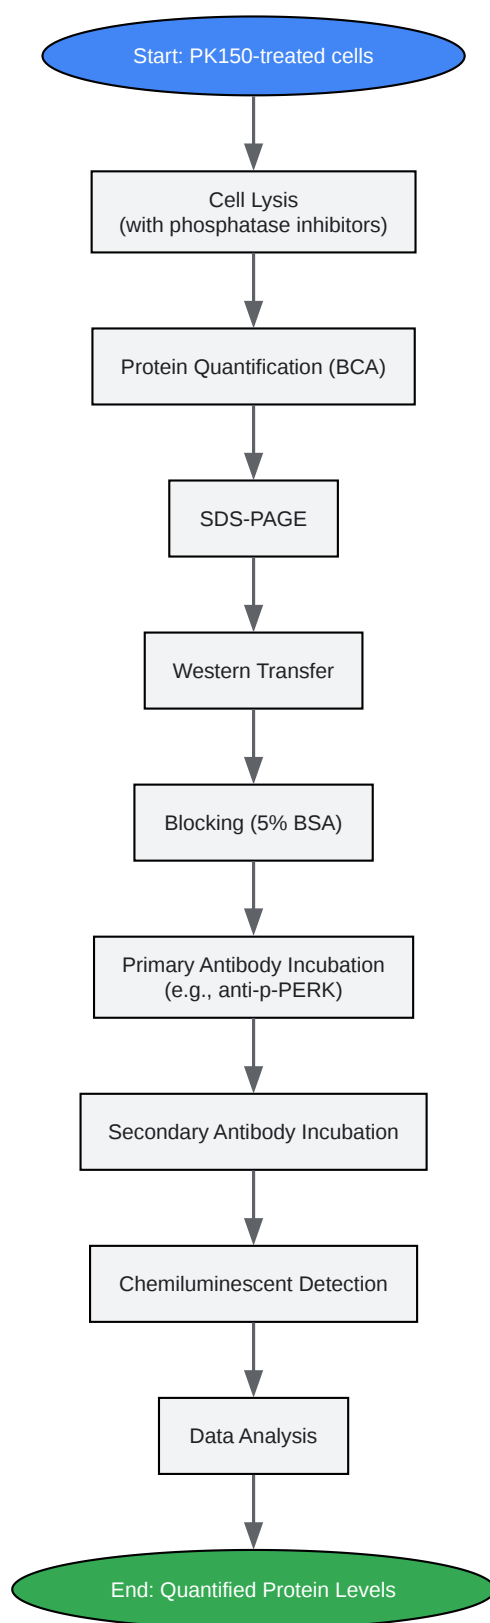 Start: PK150-treated cells
Cell Lysis
(with phosphatase inhibitors)
Protein Quantification (BCA)
SDS-PAGE
Western Transfer
Blocking (5% BSA)
Primary Antibody Incubation
(e.g., anti-p-PERK)
Secondary Antibody Incubation
Chemiluminescent Detection
Data Analysis
End: Quantified Protein Levels